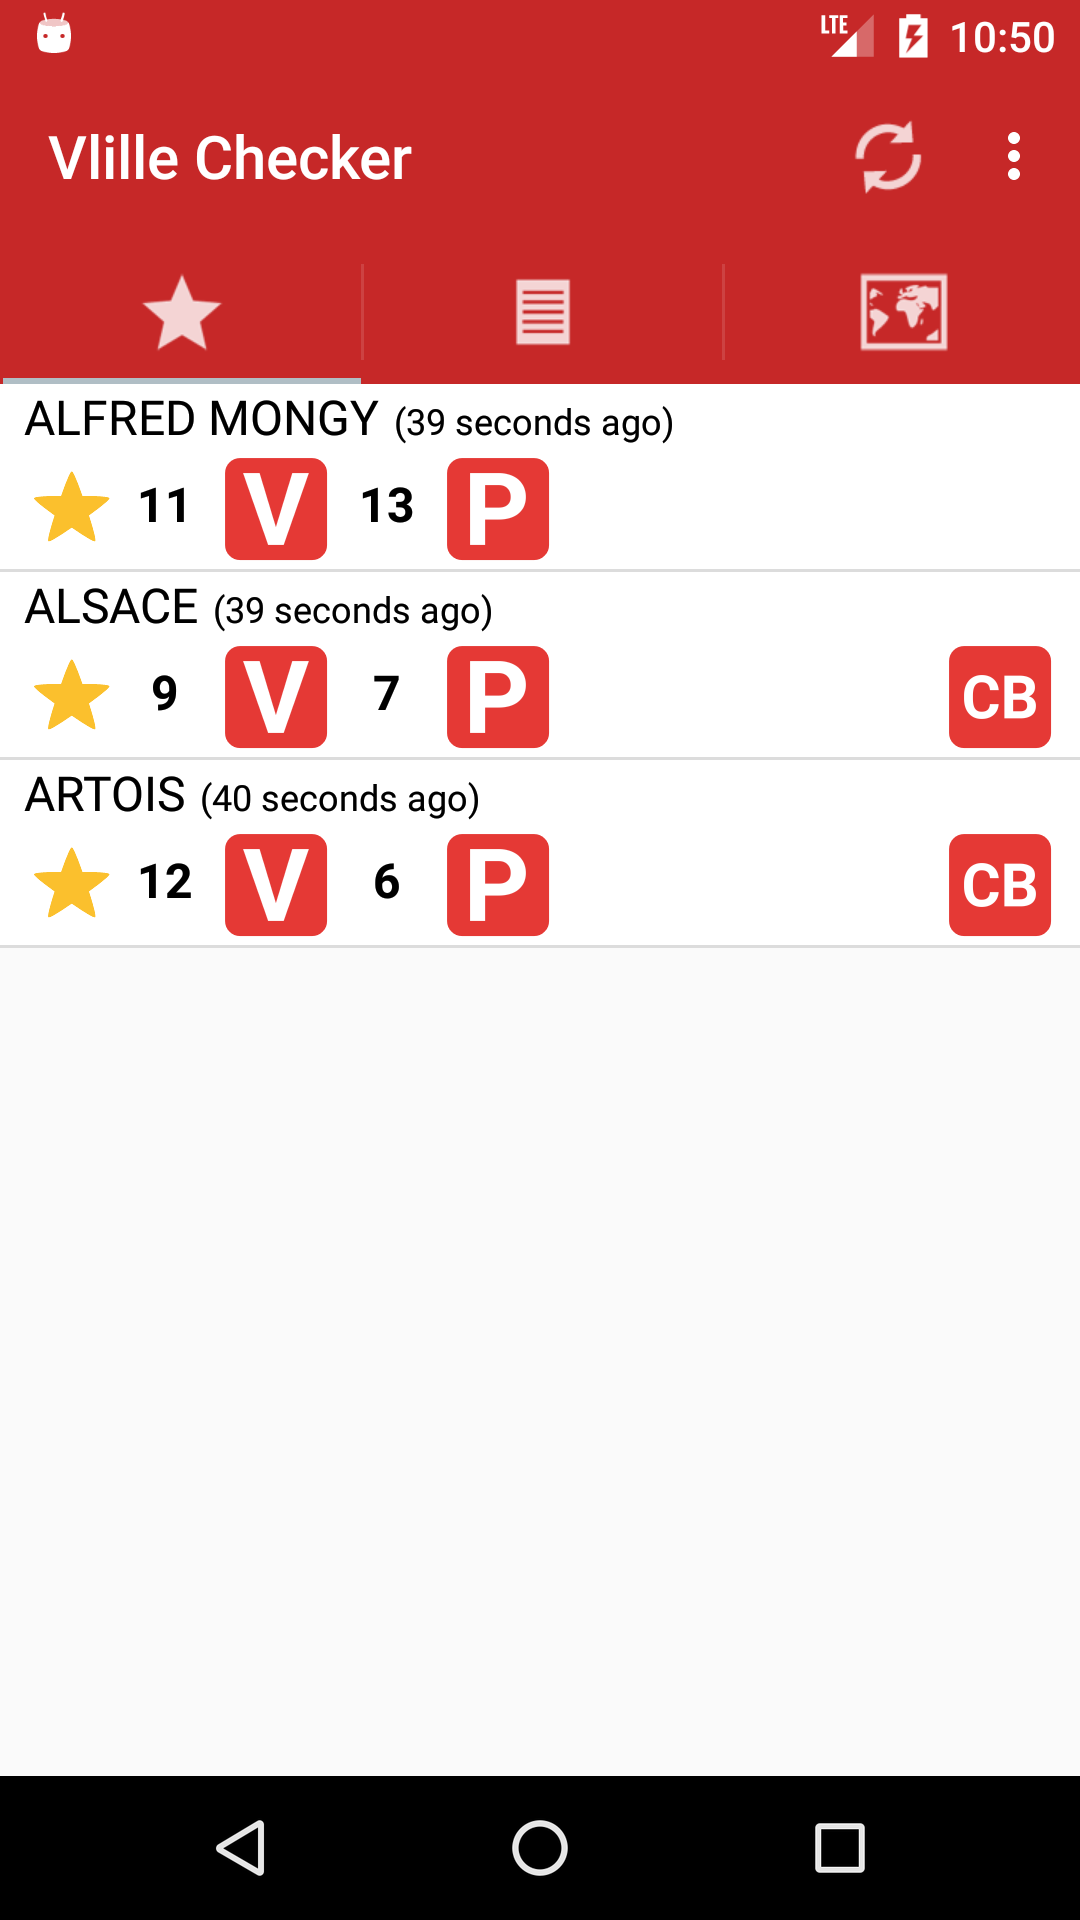 LTE 10:50
Vlille Checker
ALFRED MONGY (39 seconds ago)
11 V 13 P
ALSACE (39 seconds ago)
9 V 7 P CB
ARTOIS (40 seconds ago)
12 V 6 P CB